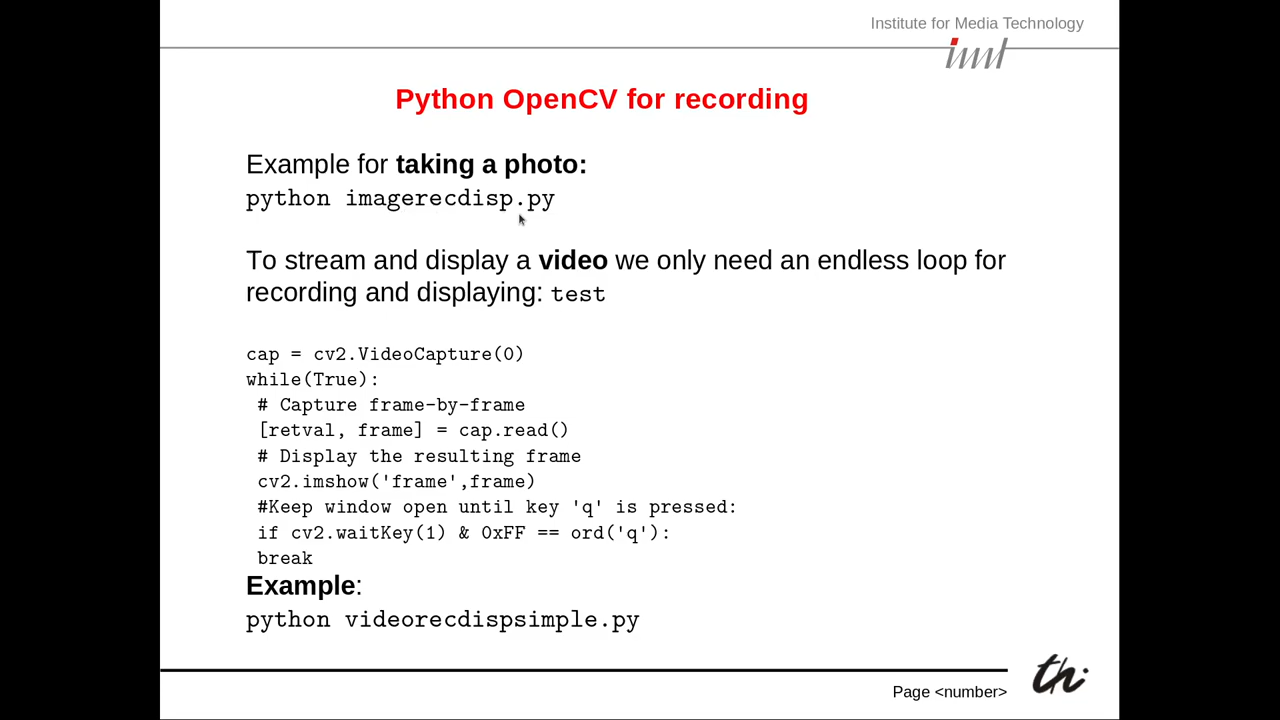 Institute for Media Technology
imt
Python OpenCV for recording
Example for taking a photo:
python imagerecdisp.py
To stream and display a video we only need an endless loop for
recording and displaying: test
cap = cv2.VideoCapture(0)
while(True):
# Capture frame-by-frame
[retval, frame] = cap.read()
# Display the resulting frame
cv2.imshow('frame',frame)
#Keep window open until key 'q' is pressed:
if cv2.waitKey(1) & 0xFF == ord('q'):
break
Example:
python videorecdispsimple.py
th
Page <number>